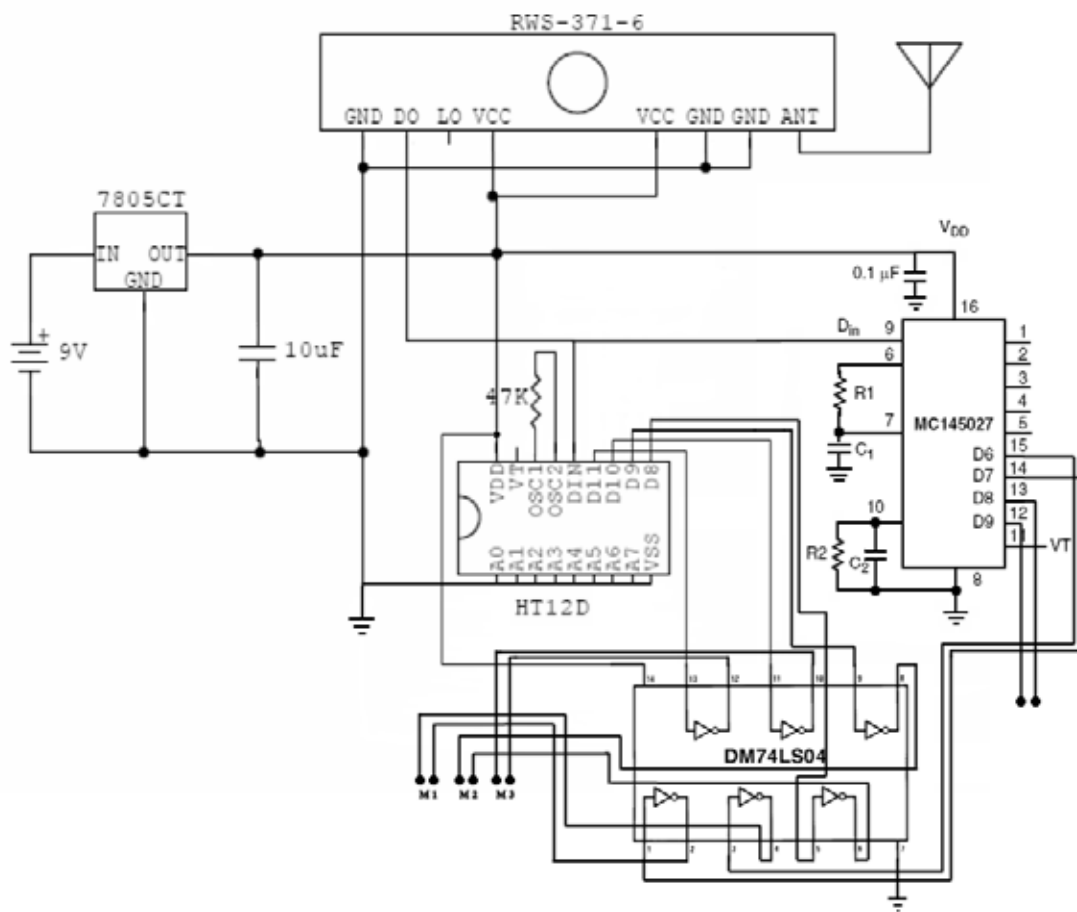 RWS-371-6
GND DO LO VCC VCC GND GND ANT
7805CT
IN OUT
GND
9V
10uF
VDD
0.1 µF
16
Din
9
1
6
2
R1
3
4
47K
7
MC145027
5
C1
D6
15
D7
14
D8
13
10
D9
12
R2
C2
11
VT
8
VDD VT OSC1 OSC2 DIN D11 D10 D9 D8
A0 A1 A2 A3 A4 A5 A6 A7 VSS
HT12D
14 13 12 11 10 9 8
DM74LS04
M1 M2 M3
1 2 3 4 5 6 7